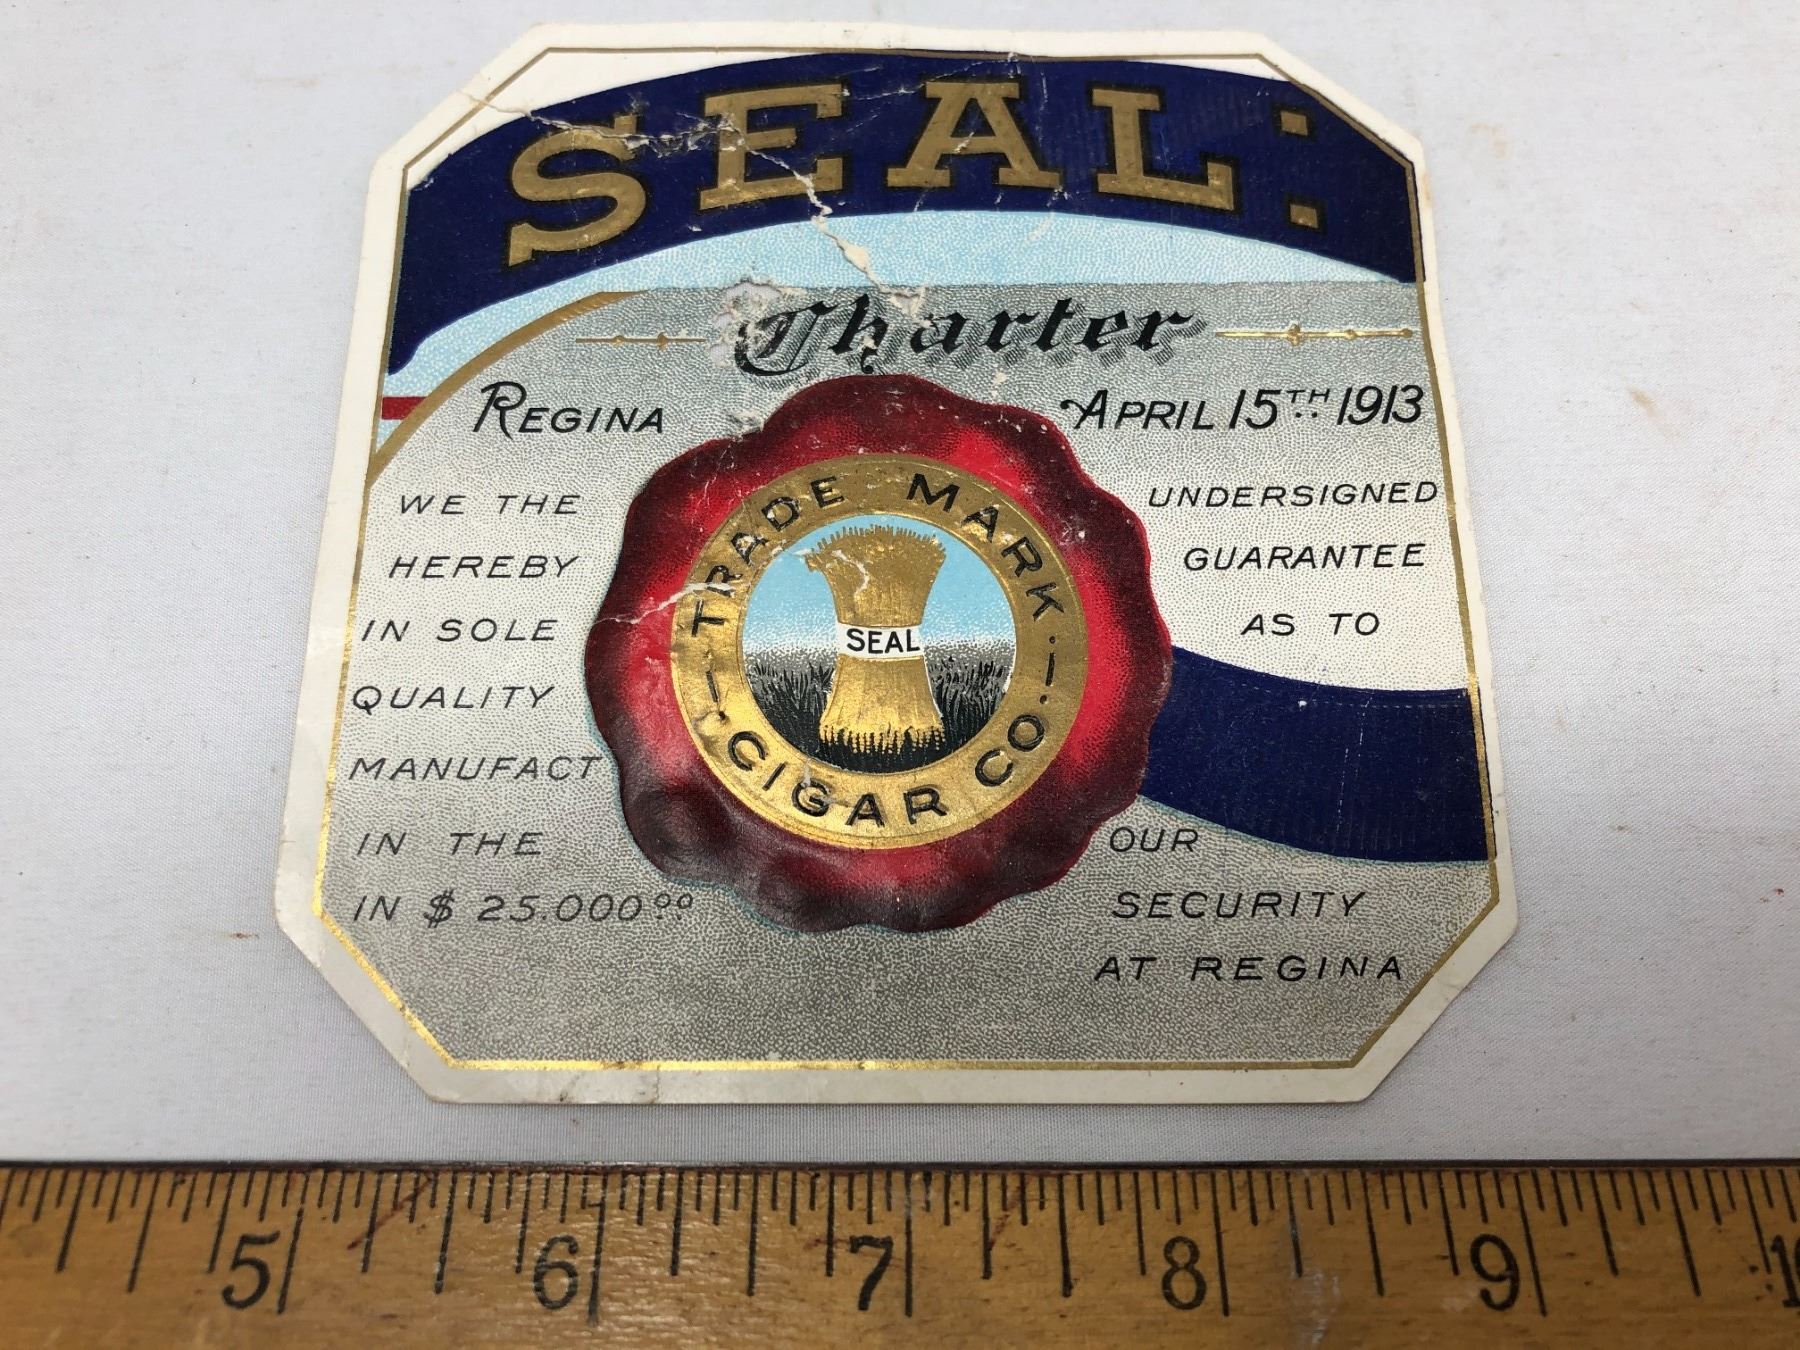 SEAL:
Charter
REGINA APRIL 15TH 1913
WE THE UNDERSIGNED
HEREBY GUARANTEE
IN SOLE AS TO
QUALITY
MANUFACT
IN THE OUR
IN $ 25.000.00 SECURITY
AT REGINA
TRADE MARK
SEAL
CIGAR CO.
5 6 7 8 9 10